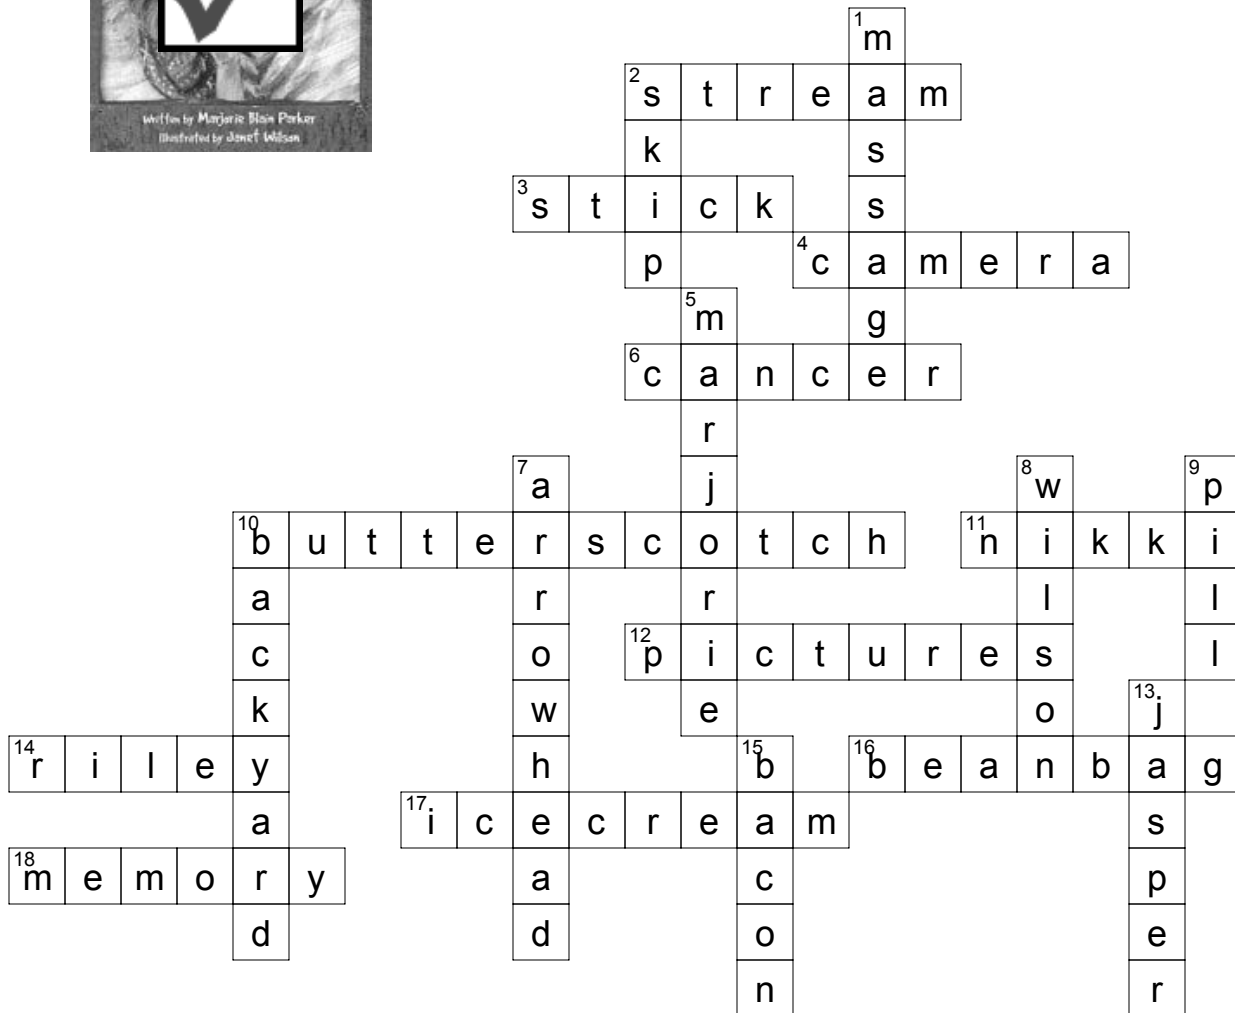 written by Marjorie Blain Parker
Illustrated by Janet Wilson
1 m
2 s t r e a m
k s
3 s t i c k s
p 4 c a m e r a
5 m g
6 c a n c e r
r
7 a j 8 w 9 p
10 b u t t e r s c o t c h 11 n i k k i
a r r l l
c o 12 p i c t u r e s l
k w e o 13 j
14 r i l e y h 15 b 16 b e a n b a g
a 17 i c e c r e a m s
18 m e m o r y a c p
d d o e
n r